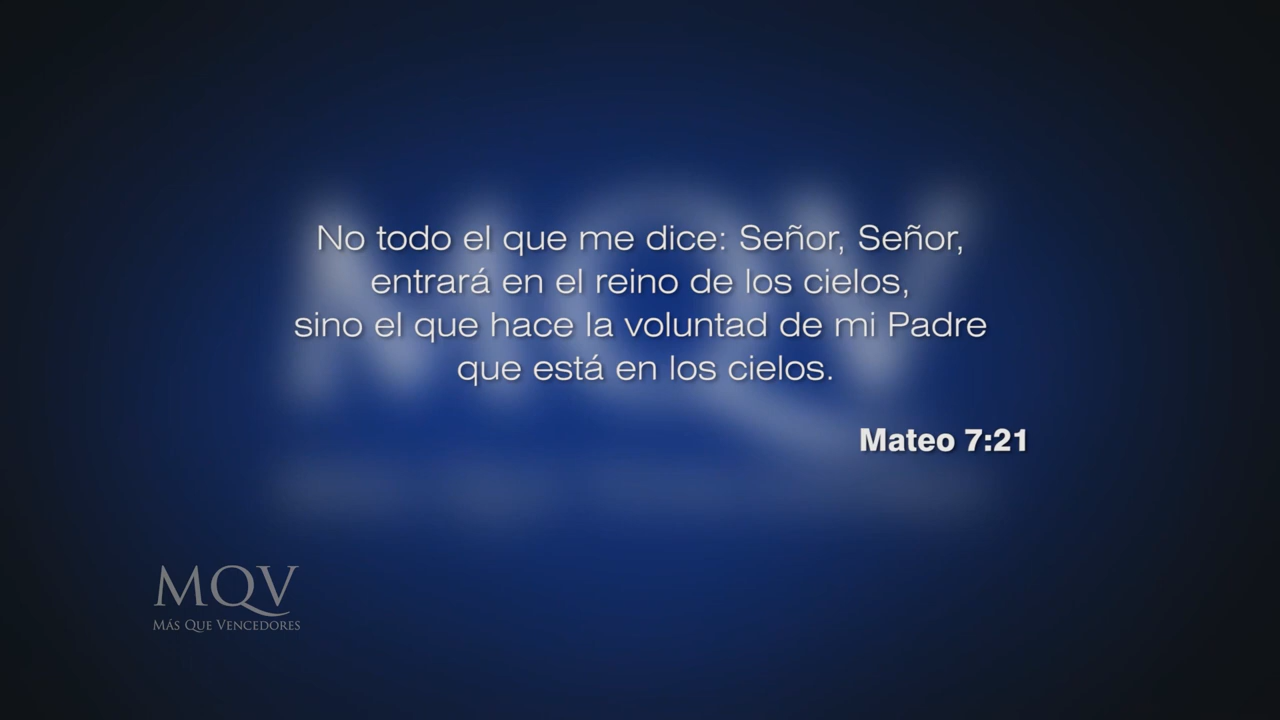 No todo el que me dice: Señor, Señor,
entrará en el reino de los cielos,
sino el que hace la voluntad de mi Padre
que está en los cielos.
Mateo 7:21
MQV
MÁS QUE VENCEDORES